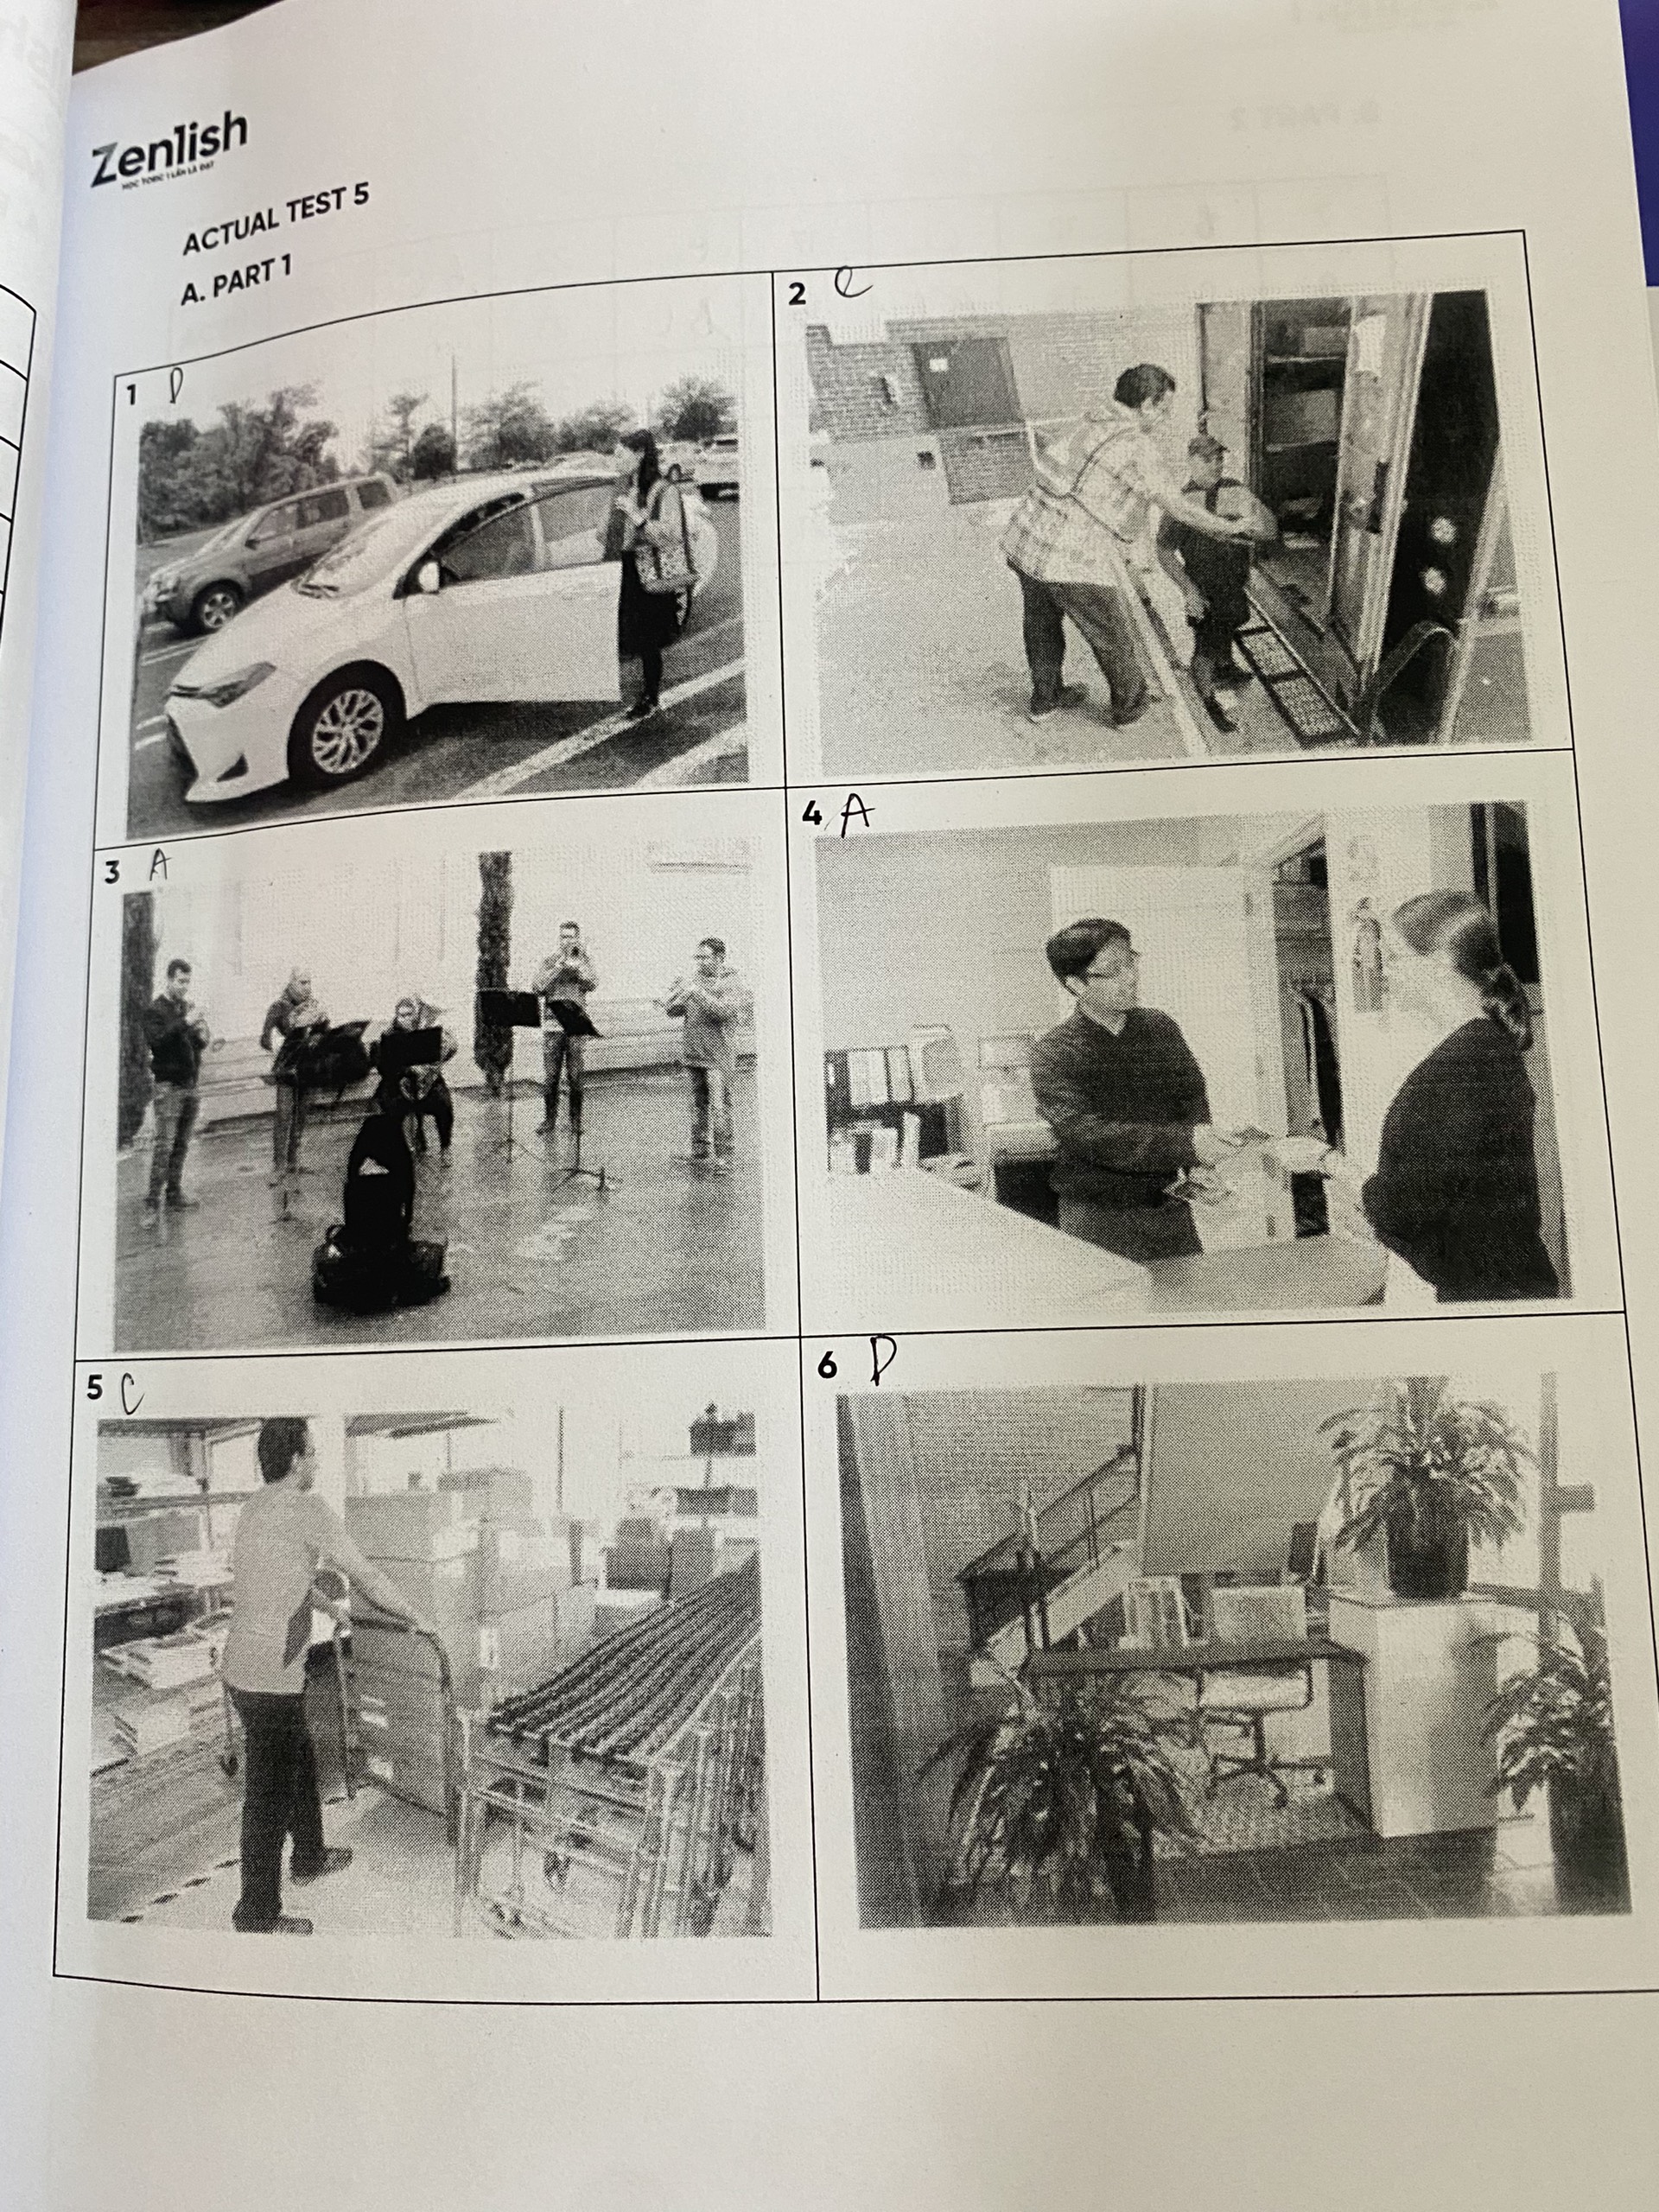 Zenlish
HỌC TOEIC 1 LẦN LÀ ĐẠT
ACTUAL TEST 5
A. PART 1
1 D
2 C
3 A
4 A
5 C
6 D